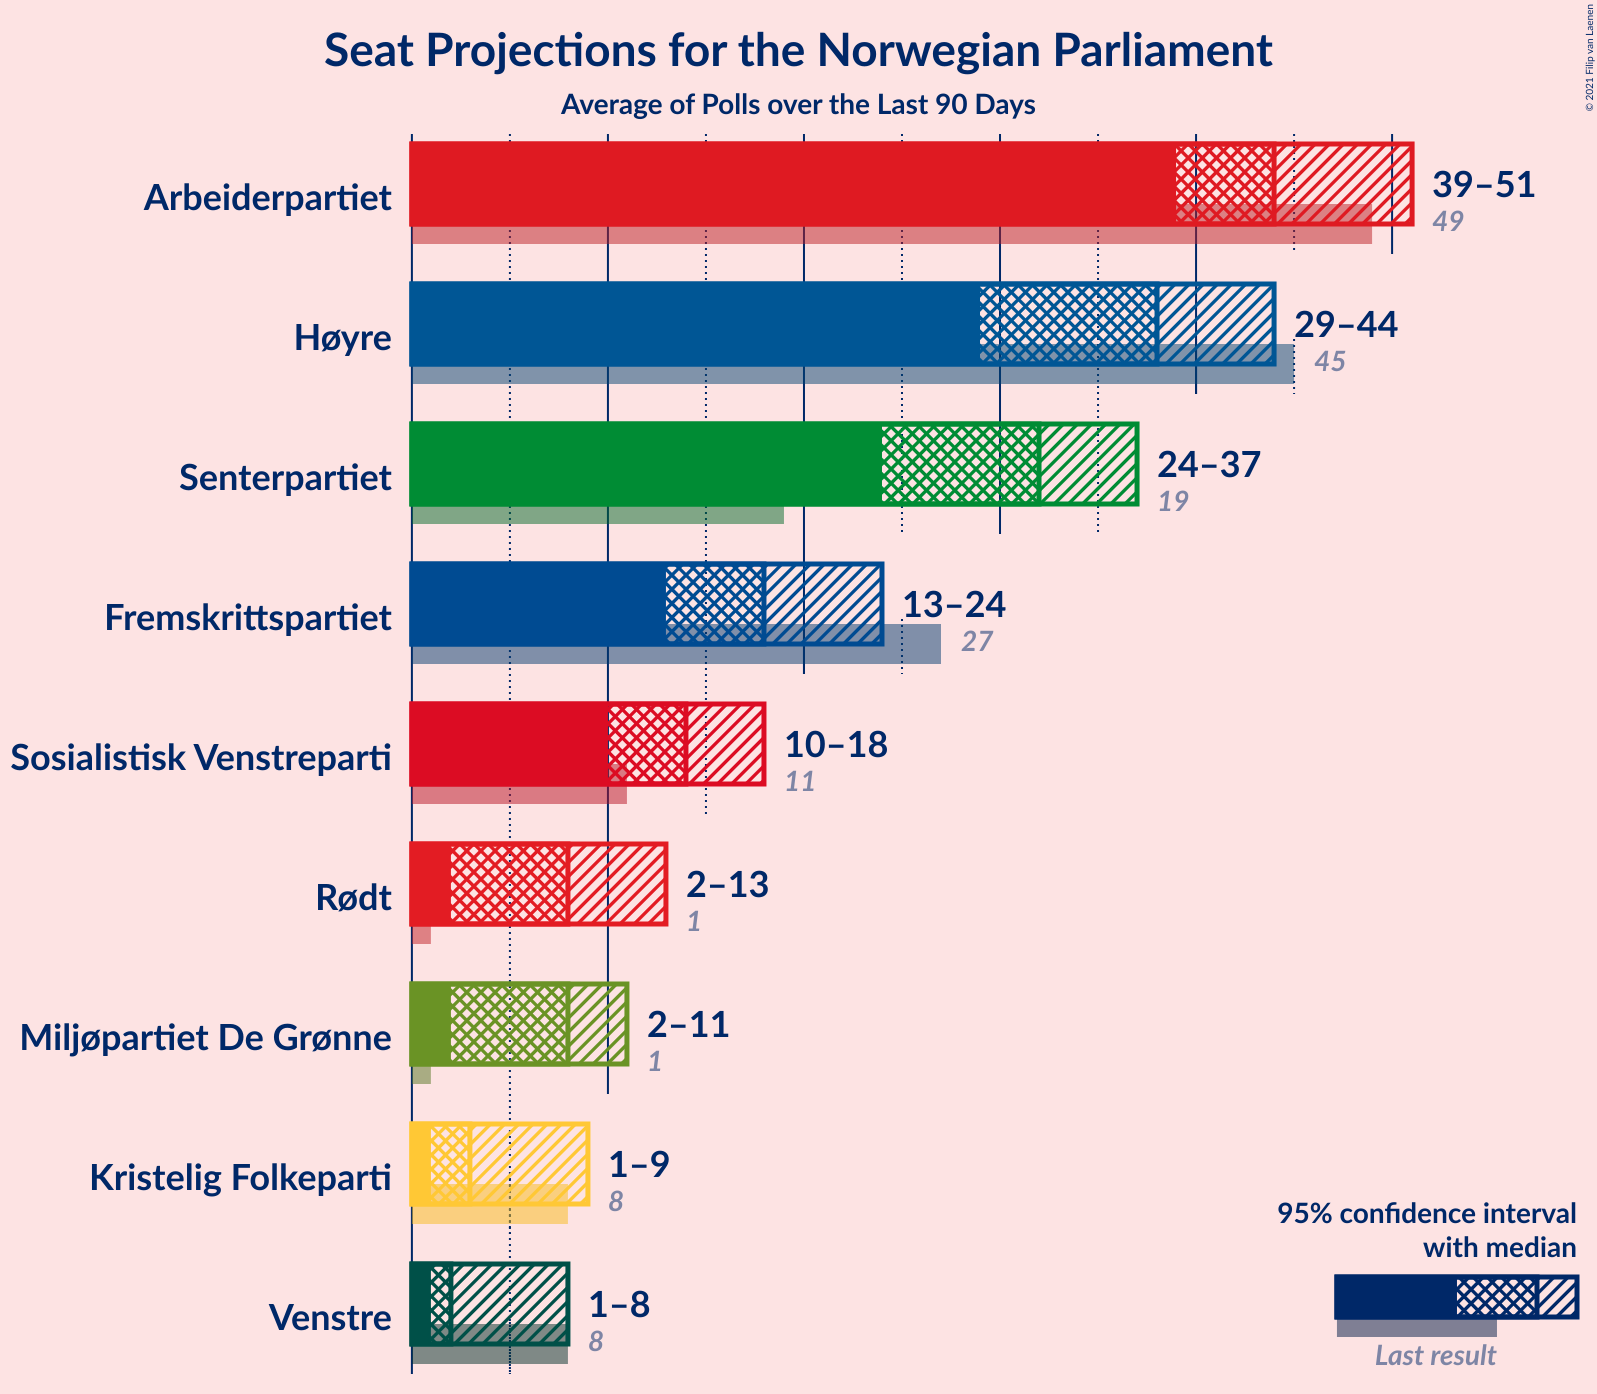 Seat Projections for the Norwegian Parliament
Average of Polls over the Last 90 Days
© 2021 Filip van Laenen
Arbeiderpartiet
39–51
49
Høyre
29–44
45
Senterpartiet
24–37
19
Fremskrittspartiet
13–24
27
Sosialistisk Venstreparti
10–18
11
Rødt
2–13
1
Miljøpartiet De Grønne
2–11
1
Kristelig Folkeparti
1–9
8
Venstre
1–8
8
95% confidence interval
with median
Last result